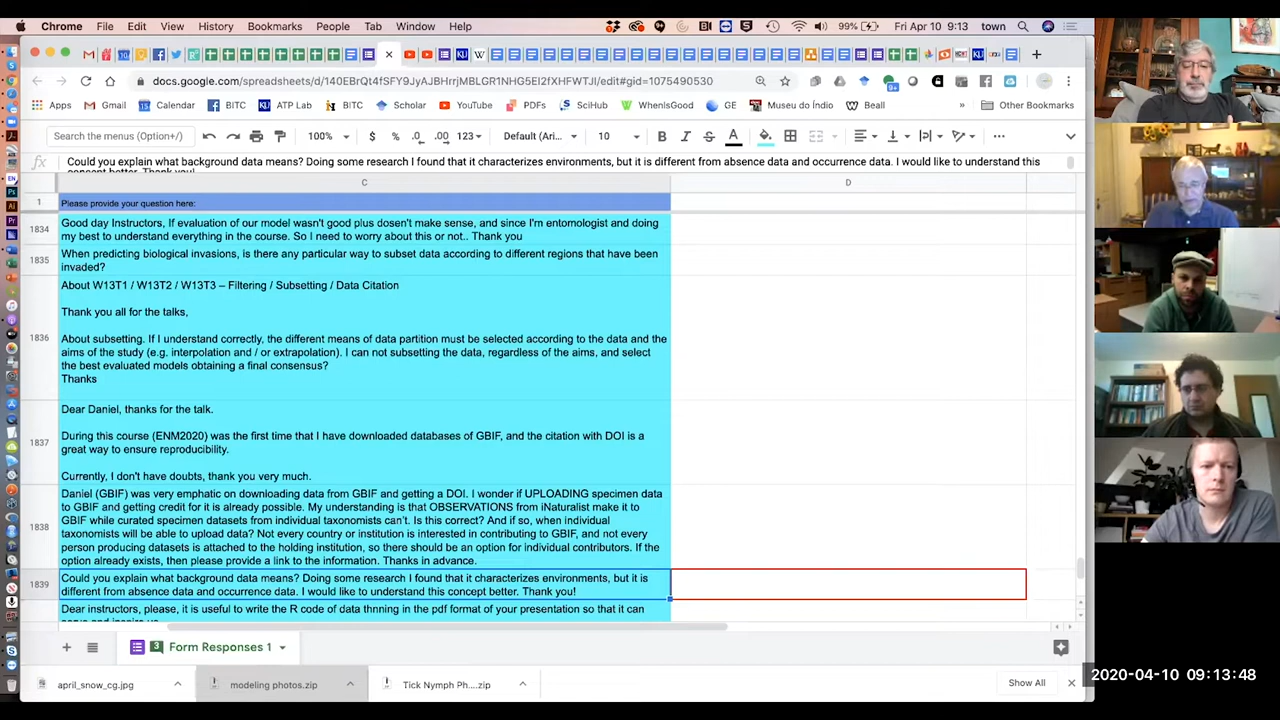 Chrome File Edit View History Bookmarks People Tab Window Help 99% Fri Apr 10 9:13 town
docs.google.com/spreadsheets/d/140EBrQt4fSFY9JyAJBHrrjMBLGR1NHG5EI2fXHFWTJI/edit#gid=1075490530
Apps Gmail Calendar BITC ATP Lab BITC Scholar YouTube PDFs SciHub WhenIsGood GE Museu do Índio Beall » Other Bookmarks
Search the menus (Option+/) 100% $ % .0 .00 123 Default (Ari... 10 B I S A
fx Could you explain what background data means? Doing some research I found that it characterizes environments, but it is different from absence data and occurrence data. I would like to understand this
concept better. Thank you!
C D
1 Please provide your question here:
1834 Good day Instructors, If evaluation of our model wasn't good plus dosen't make sense, and since I'm entomologist and doing
my best to understand everything in the course. So I need to worry about this or not.. Thank you
1835 When predicting biological invasions, is there any particular way to subset data according to different regions that have been
invaded?
About W13T1 / W13T2 / W13T3 – Filtering / Subsetting / Data Citation
Thank you all for the talks,
1836 About subsetting. If I understand correctly, the different means of data partition must be selected according to the data and the
aims of the study (e.g. interpolation and / or extrapolation). I can not subsetting the data, regardless of the aims, and select
the best evaluated models obtaining a final consensus?
Thanks
Dear Daniel, thanks for the talk.
1837 During this course (ENM2020) was the first time that I have downloaded databases of GBIF, and the citation with DOI is a
great way to ensure reproducibility.
Currently, I don't have doubts, thank you very much.
Daniel (GBIF) was very emphatic on downloading data from GBIF and getting a DOI. I wonder if UPLOADING specimen data
to GBIF and getting credit for it is already possible. My understanding is that OBSERVATIONS from iNaturalist make it to
1838 GBIF while curated specimen datasets from individual taxonomists can't. Is this correct? And if so, when individual
taxonomists will be able to upload data? Not every country or institution is interested in contributing to GBIF, and not every
person producing datasets is attached to the holding institution, so there should be an option for individual contributors. If the
option already exists, then please provide a link to the information. Thanks in advance.
1839 Could you explain what background data means? Doing some research I found that it characterizes environments, but it is
different from absence data and occurrence data. I would like to understand this concept better. Thank you!
Dear instructors, please, it is useful to write the R code of data thnning in the pdf format of your presentation so that it can
3 Form Responses 1
april_snow_cg.jpg modeling photos.zip Tick Nymph Ph....zip Show All
2020-04-10 09:13:48